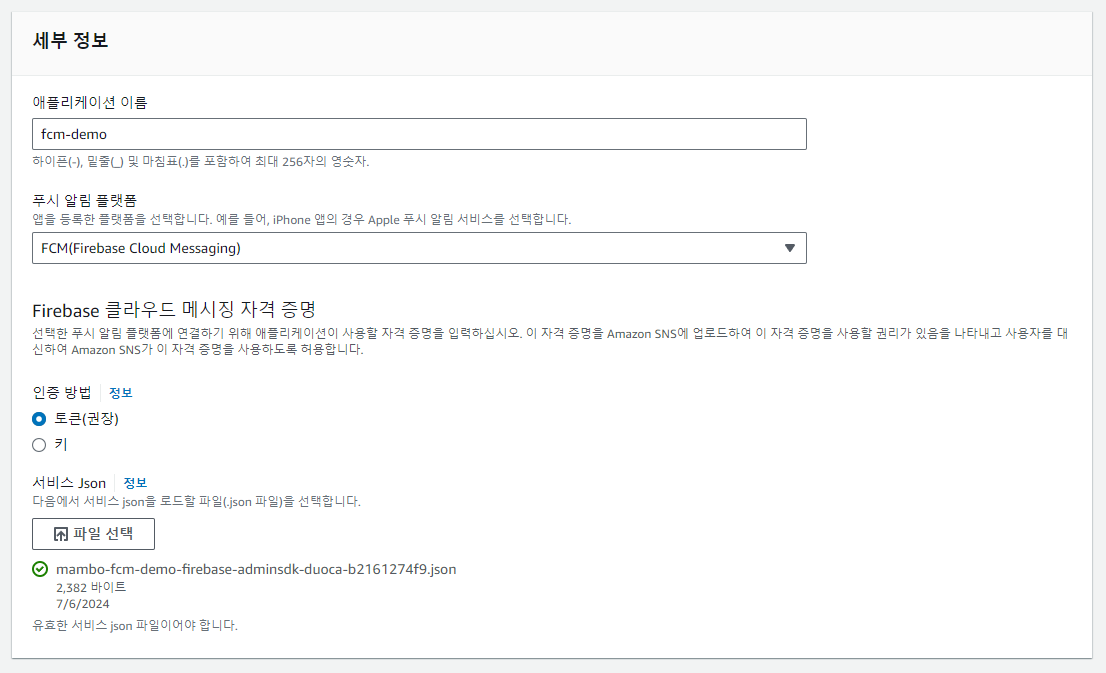 세부 정보
애플리케이션 이름
fcm-demo
하이픈(-), 밑줄(_) 및 마침표(.)를 포함하여 최대 256자의 영숫자.
푸시 알림 플랫폼
앱을 등록한 플랫폼을 선택합니다. 예를 들어, iPhone 앱의 경우 Apple 푸시 알림 서비스를 선택합니다.
FCM(Firebase Cloud Messaging)
Firebase 클라우드 메시징 자격 증명
선택한 푸시 알림 플랫폼에 연결하기 위해 애플리케이션이 사용할 자격 증명을 입력하십시오. 이 자격 증명을 Amazon SNS에 업로드하여 이 자격 증명을 사용할 권리가 있음을 나타내고 사용자를 대
신하여 Amazon SNS가 이 자격 증명을 사용하도록 허용합니다.
인증 방법 정보
토큰(권장)
키
서비스 Json 정보
다음에서 서비스 json을 로드할 파일(.json 파일)을 선택합니다.
파일 선택
mambo-fcm-demo-firebase-adminsdk-duoca-b2161274f9.json
2,382 바이트
7/6/2024
유효한 서비스 json 파일이어야 합니다.